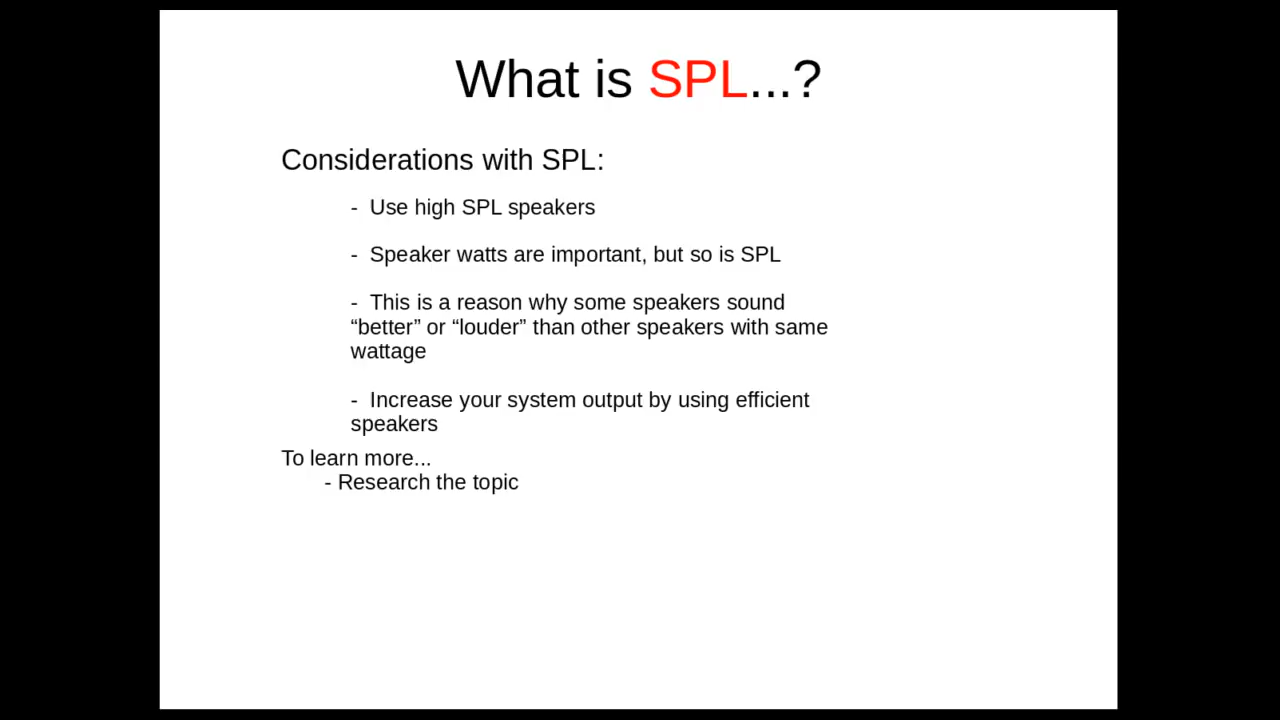 What is SPL...?
Considerations with SPL:
- Use high SPL speakers
- Speaker watts are important, but so is SPL
- This is a reason why some speakers sound
“better” or “louder” than other speakers with same
wattage
- Increase your system output by using efficient
speakers
To learn more...
- Research the topic